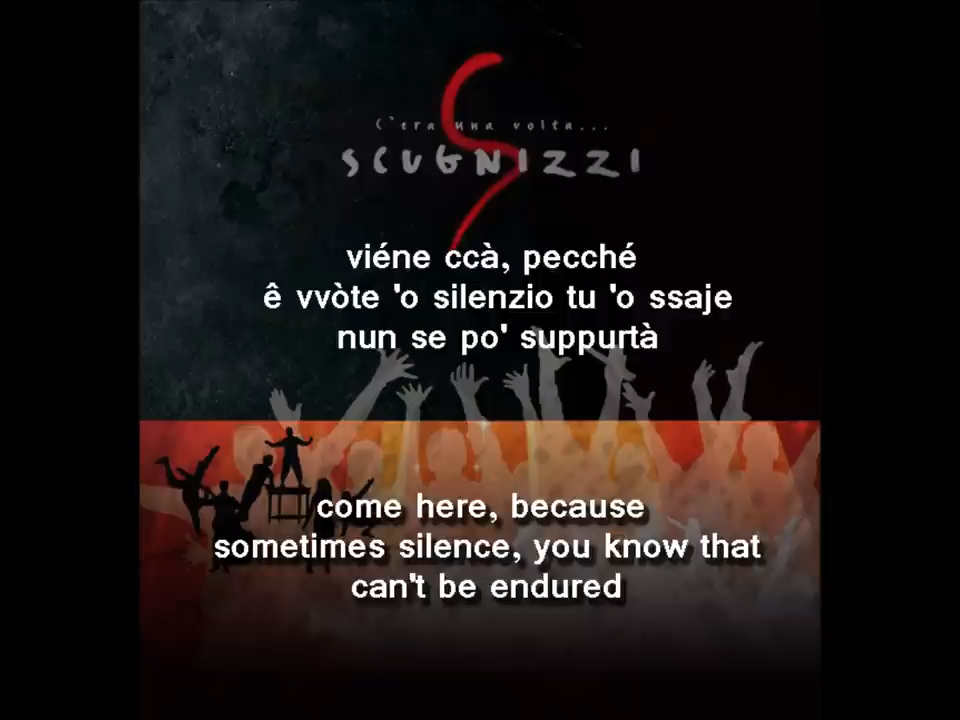 C'era una volta...
SCUGNIZZI
viéne ccà, pecché
ê vvòte 'o silenzio tu 'o ssaje
nun se po' suppurtà
come here, because
sometimes silence, you know that
can't be endured